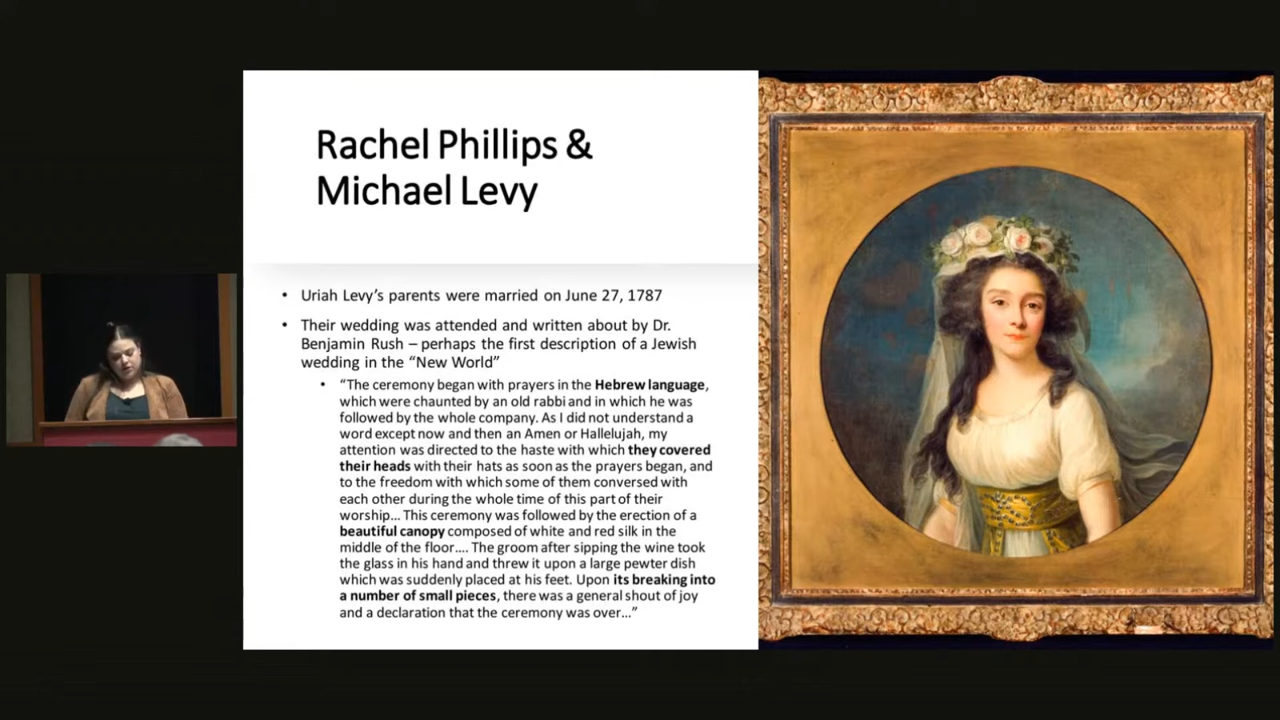 Rachel Phillips &
Michael Levy
• Uriah Levy’s parents were married on June 27, 1787
• Their wedding was attended and written about by Dr.
Benjamin Rush – perhaps the first description of a Jewish
wedding in the “New World”
• “The ceremony began with prayers in the Hebrew language,
which were chaunted by an old rabbi and in which he was
followed by the whole company. As I did not understand a
word except now and then an Amen or Hallelujah, my
attention was directed to the haste with which they covered
their heads with their hats as soon as the prayers began, and
to the freedom with which some of them conversed with
each other during the whole time of this part of their
worship… This ceremony was followed by the erection of a
beautiful canopy composed of white and red silk in the
middle of the floor…. The groom after sipping the wine took
the glass in his hand and threw it upon a large pewter dish
which was suddenly placed at his feet. Upon its breaking into
a number of small pieces, there was a general shout of joy
and a declaration that the ceremony was over…”